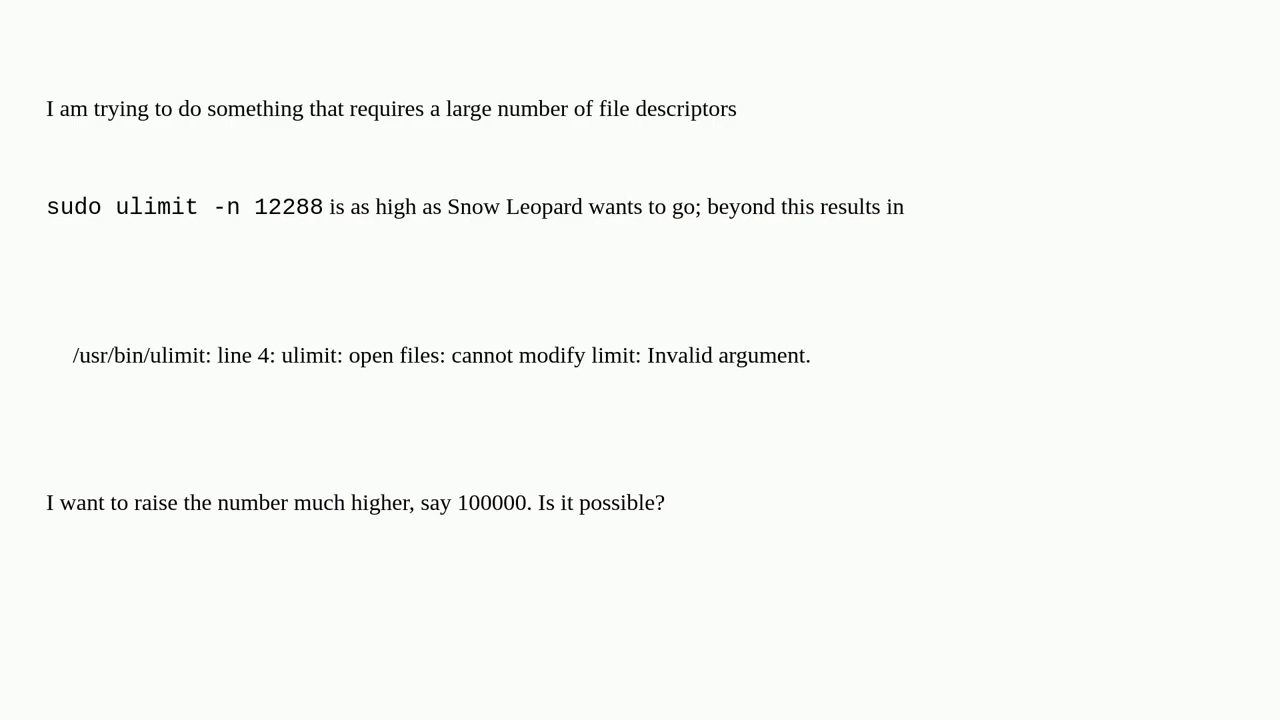 I am trying to do something that requires a large number of file descriptors
sudo ulimit -n 12288 is as high as Snow Leopard wants to go; beyond this results in
/usr/bin/ulimit: line 4: ulimit: open files: cannot modify limit: Invalid argument.
I want to raise the number much higher, say 100000. Is it possible?